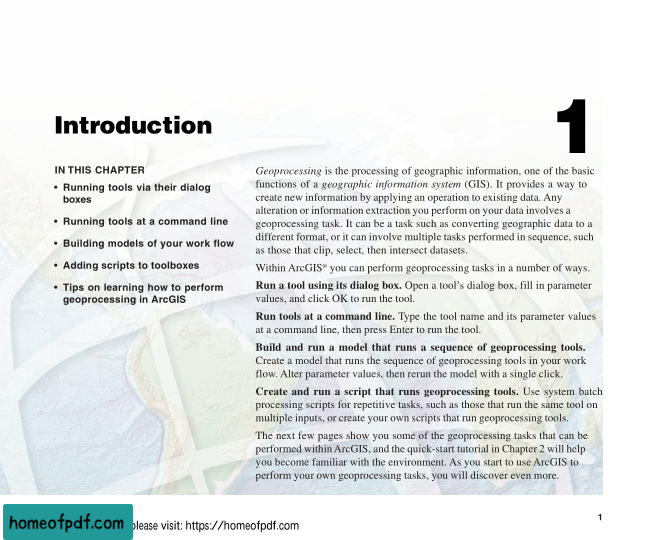 Introduction
1
IN THIS CHAPTER
• Running tools via their dialog
boxes
• Running tools at a command line
• Building models of your work flow
• Adding scripts to toolboxes
• Tips on learning how to perform
geoprocessing in ArcGIS
Geoprocessing is the processing of geographic information, one of the basic
functions of a geographic information system (GIS). It provides a way to
create new information by applying an operation to existing data. Any
alteration or information extraction you perform on your data involves a
geoprocessing task. It can be a task such as converting geographic data to a
different format, or it can involve multiple tasks performed in sequence, such
as those that clip, select, then intersect datasets.
Within ArcGIS® you can perform geoprocessing tasks in a number of ways.
Run a tool using its dialog box. Open a tool's dialog box, fill in parameter
values, and click OK to run the tool.
Run tools at a command line. Type the tool name and its parameter values
at a command line, then press Enter to run the tool.
Build and run a model that runs a sequence of geoprocessing tools.
Create a model that runs the sequence of geoprocessing tools in your work
flow. Alter parameter values, then rerun the model with a single click.
Create and run a script that runs geoprocessing tools. Use system batch
processing scripts for repetitive tasks, such as those that run the same tool on
multiple inputs, or create your own scripts that run geoprocessing tools.
The next few pages show you some of the geoprocessing tasks that can be
performed within ArcGIS, and the quick-start tutorial in Chapter 2 will help
you become familiar with the environment. As you start to use ArcGIS to
perform your own geoprocessing tasks, you will discover even more.
1
homeofpdf.com
please visit: https://homeofpdf.com